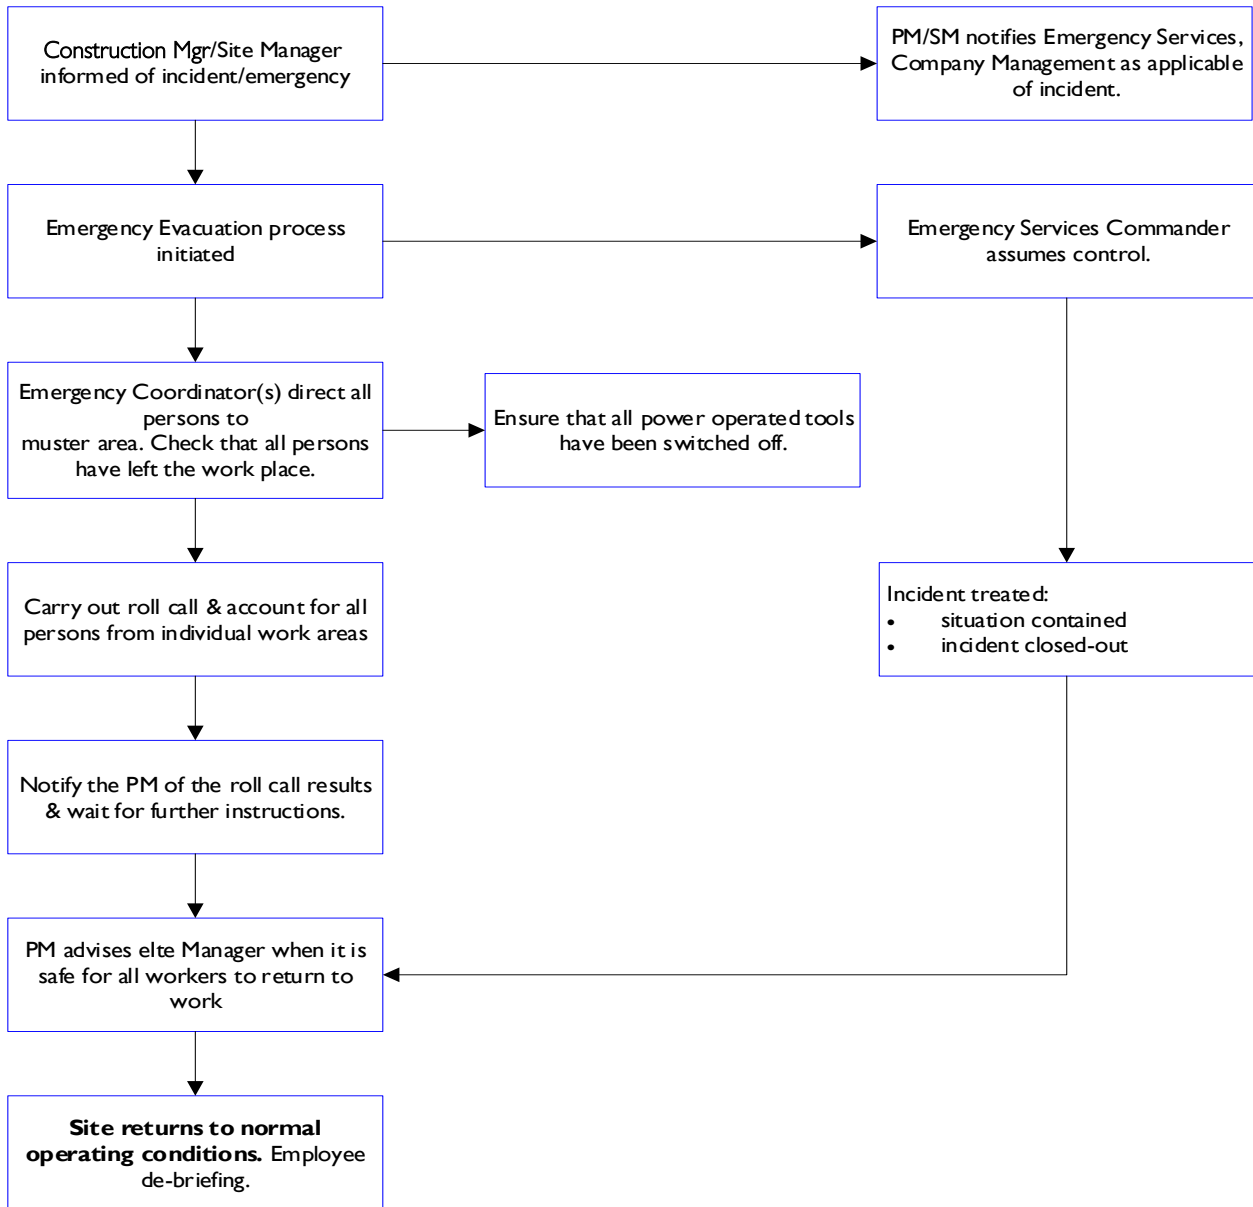 Construction Mgr/Site Manager
informed of incident/emergency
PM/SM notifies Emergency Services,
Company Management as applicable
of incident.
Emergency Evacuation process
initiated
Emergency Services Commander
assumes control.
Emergency Coordinator(s) direct all
persons to
muster area. Check that all persons
have left the work place.
Ensure that all power operated tools
have been switched off.
Carry out roll call & account for all
persons from individual work areas
Incident treated:
• situation contained
• incident closed-out
Notify the PM of the roll call results
& wait for further instructions.
PM advises elte Manager when it is
safe for all workers to return to
work
Site returns to normal
operating conditions. Employee
de-briefing.